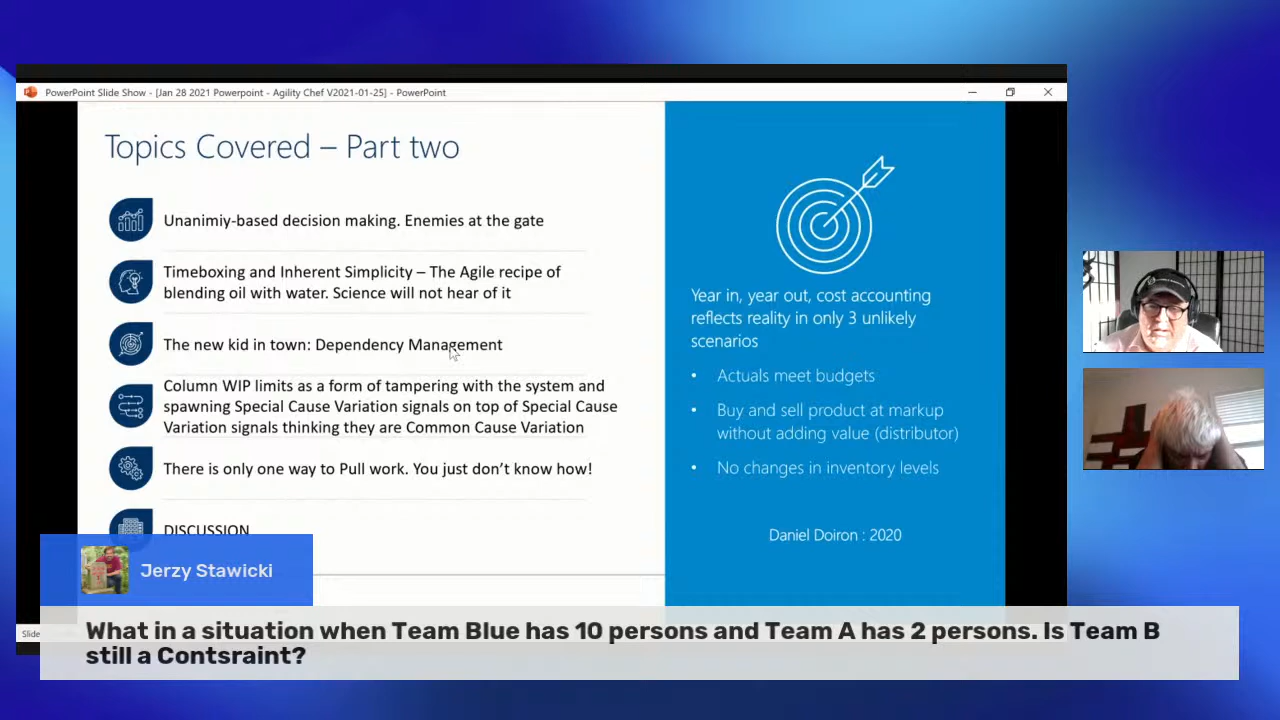 PowerPoint Slide Show - [Jan 28 2021 Powerpoint - Agility Chef V2021-01-25] - PowerPoint
Topics Covered – Part two
Unanimiy-based decision making. Enemies at the gate
Timeboxing and Inherent Simplicity – The Agile recipe of
blending oil with water. Science will not hear of it
The new kid in town: Dependency Management
Column WIP limits as a form of tampering with the system and
spawning Special Cause Variation signals on top of Special Cause
Variation signals thinking they are Common Cause Variation
There is only one way to Pull work. You just don’t know how!
DISCUSSION
Year in, year out, cost accounting
reflects reality in only 3 unlikely
scenarios
• Actuals meet budgets
• Buy and sell product at markup
without adding value (distributor)
• No changes in inventory levels
Daniel Doiron : 2020
Jerzy Stawicki
Slide
What in a situation when Team Blue has 10 persons and Team A has 2 persons. Is Team B
still a Contsraint?